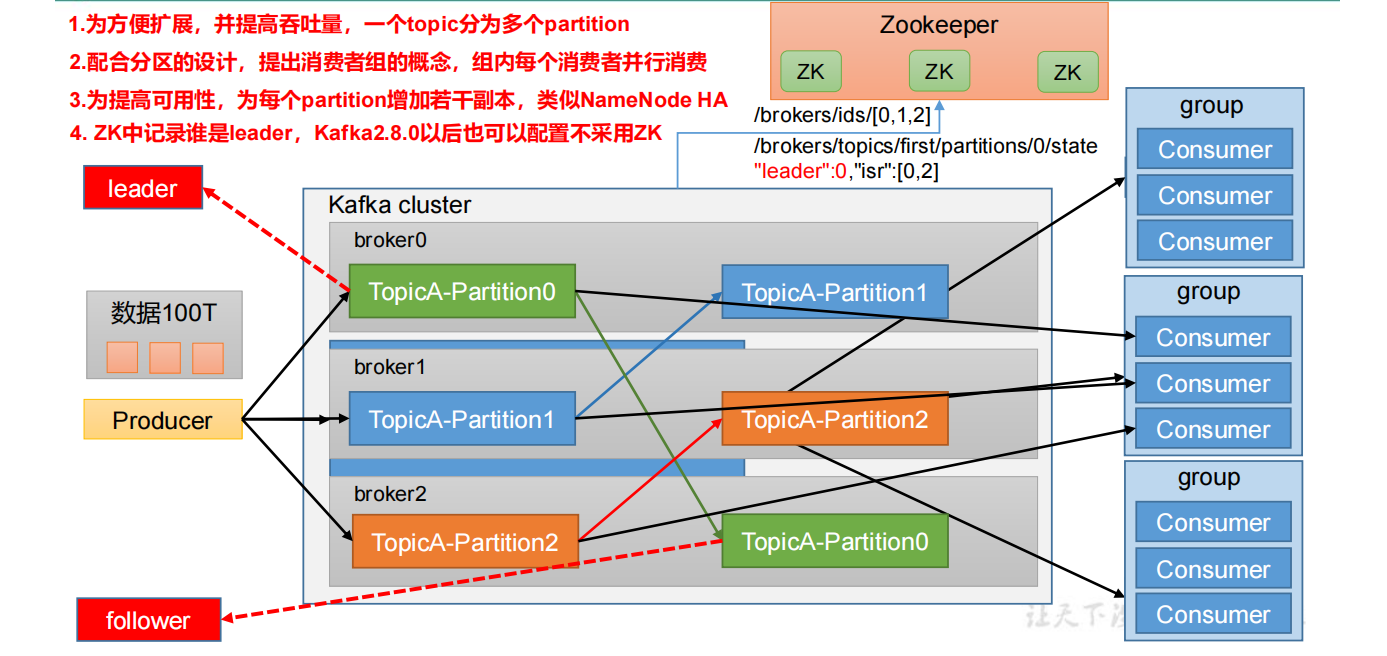 1.为方便扩展，并提高吞吐量，一个topic分为多个partition
2.配合分区的设计，提出消费者组的概念，组内每个消费者并行消费
3.为提高可用性，为每个partition增加若干副本，类似NameNode HA
4. ZK中记录谁是leader，Kafka2.8.0以后也可以配置不采用ZK
Zookeeper
ZK
ZK
ZK
/brokers/ids/[0,1,2]
/brokers/topics/first/partitions/0/state
"leader":0,"isr":[0,2]
leader
数据100T
Producer
follower
Kafka cluster
broker0
TopicA-Partition0
TopicA-Partition1
broker1
TopicA-Partition1
TopicA-Partition2
broker2
TopicA-Partition2
TopicA-Partition0
group
Consumer
Consumer
Consumer
group
Consumer
Consumer
Consumer
group
Consumer
Consumer
Consumer
让天下